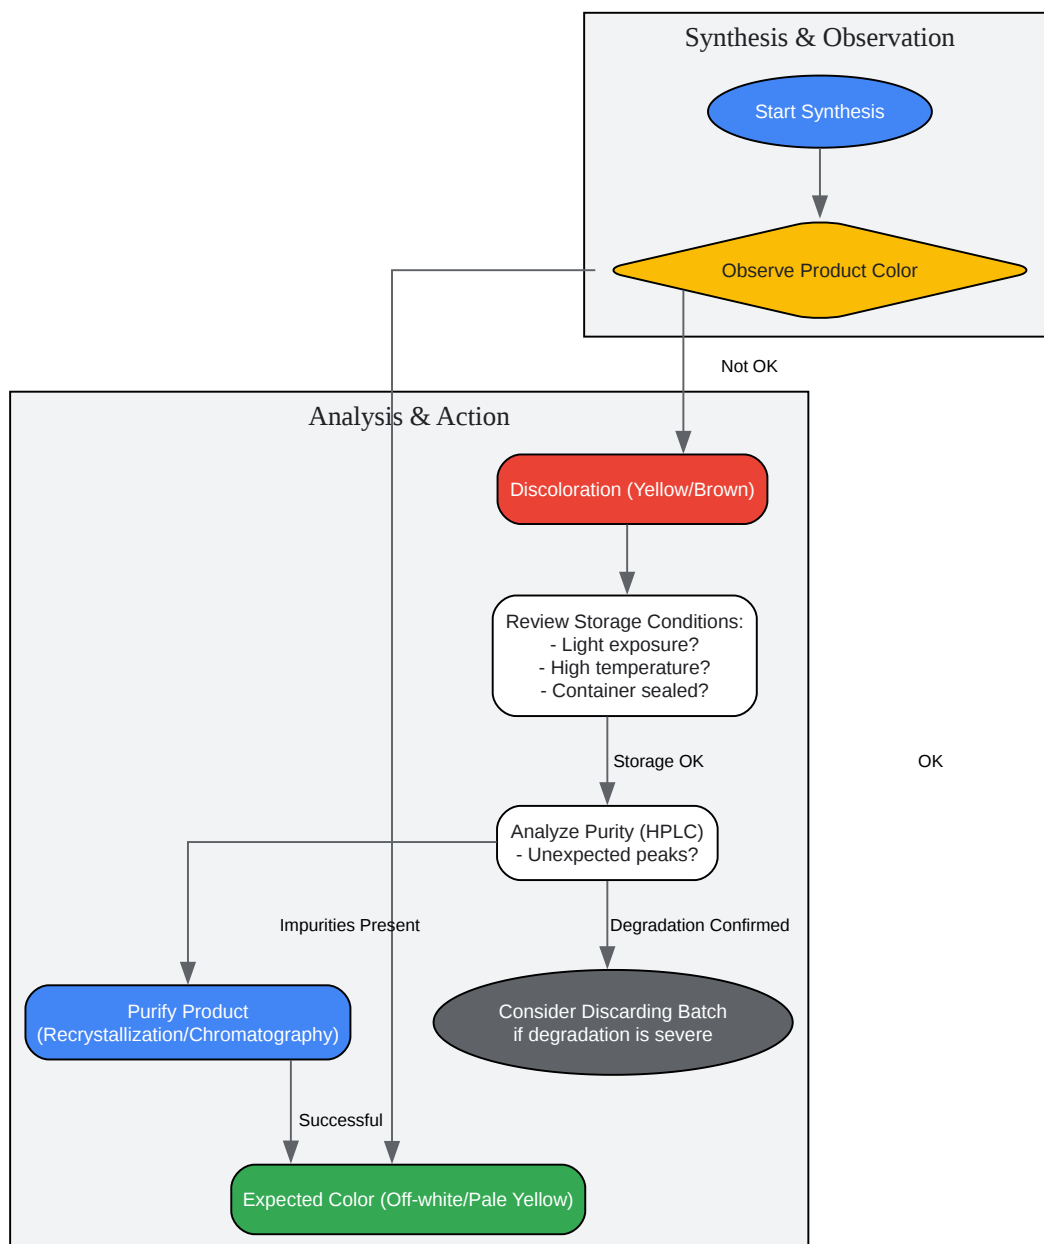 Synthesis & Observation
Start Synthesis
Observe Product Color
Not OK
Analysis & Action
Discoloration (Yellow/Brown)
Review Storage Conditions:
- Light exposure?
- High temperature?
- Container sealed?
Storage OK
OK
Analyze Purity (HPLC)
- Unexpected peaks?
Impurities Present
Degradation Confirmed
Purify Product
(Recrystallization/Chromatography)
Consider Discarding Batch
if degradation is severe
Successful
Expected Color (Off-white/Pale Yellow)